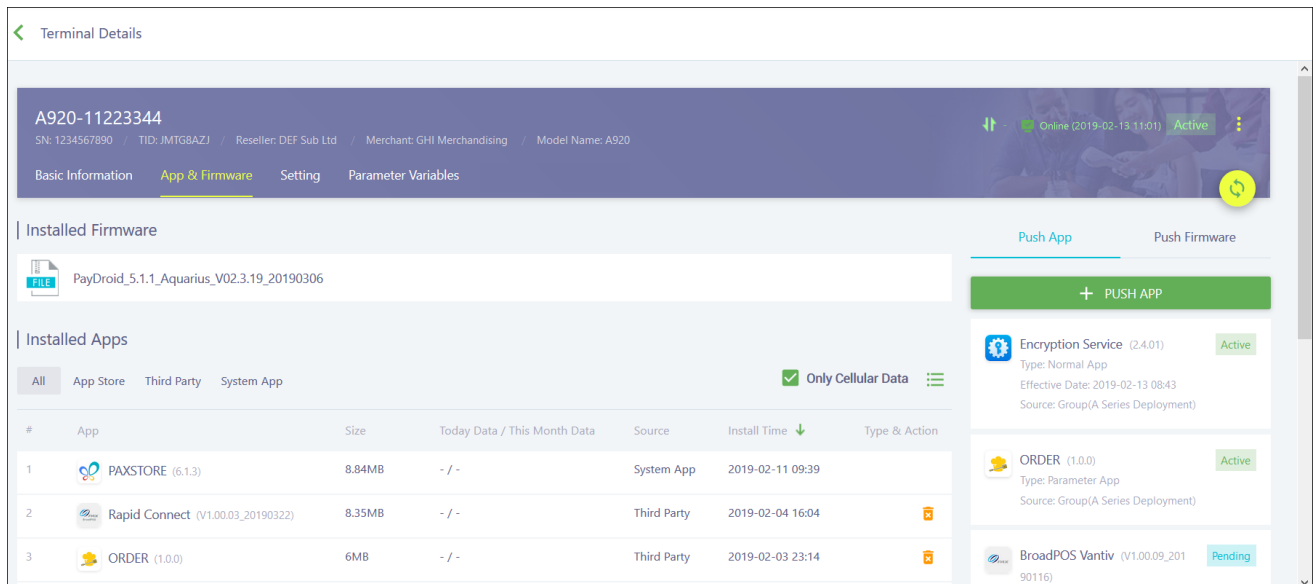 Terminal Details
A920-11223344
SN: 1234567890 / TID: JMTG8AZJ / Reseller: DEF Sub Ltd / Merchant: GHI Merchandising / Model Name: A920
- Online (2019-02-13 11:01) Active
Basic Information App & Firmware Setting Parameter Variables
Installed Firmware
FILE PayDroid_5.1.1_Aquarius_V02.3.19_20190306
Installed Apps
All App Store Third Party System App Only Cellular Data
# App Size Today Data / This Month Data Source Install Time Type & Action
1 PAXSTORE (6.1.3) 8.84MB - / - System App 2019-02-11 09:39
2 Rapid Connect (V1.00.03_20190322) 8.35MB - / - Third Party 2019-02-04 16:04
3 ORDER (1.0.0) 6MB - / - Third Party 2019-02-03 23:14
Push App Push Firmware
+ PUSH APP
Encryption Service (2.4.01) Active
Type: Normal App
Effective Date: 2019-02-13 08:43
Source: Group(A Series Deployment)
ORDER (1.0.0) Active
Type: Parameter App
Source: Group(A Series Deployment)
BroadPOS Vantiv (V1.00.09_201 Pending
90116)